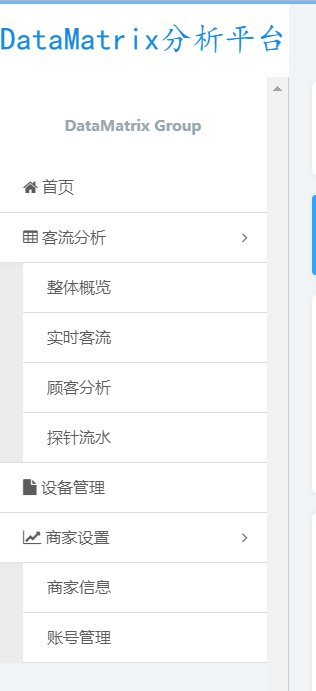 DataMatrix分析平台
DataMatrix Group
首页
客流分析
整体概览
实时客流
顾客分析
探针流水
设备管理
商家设置
商家信息
账号管理